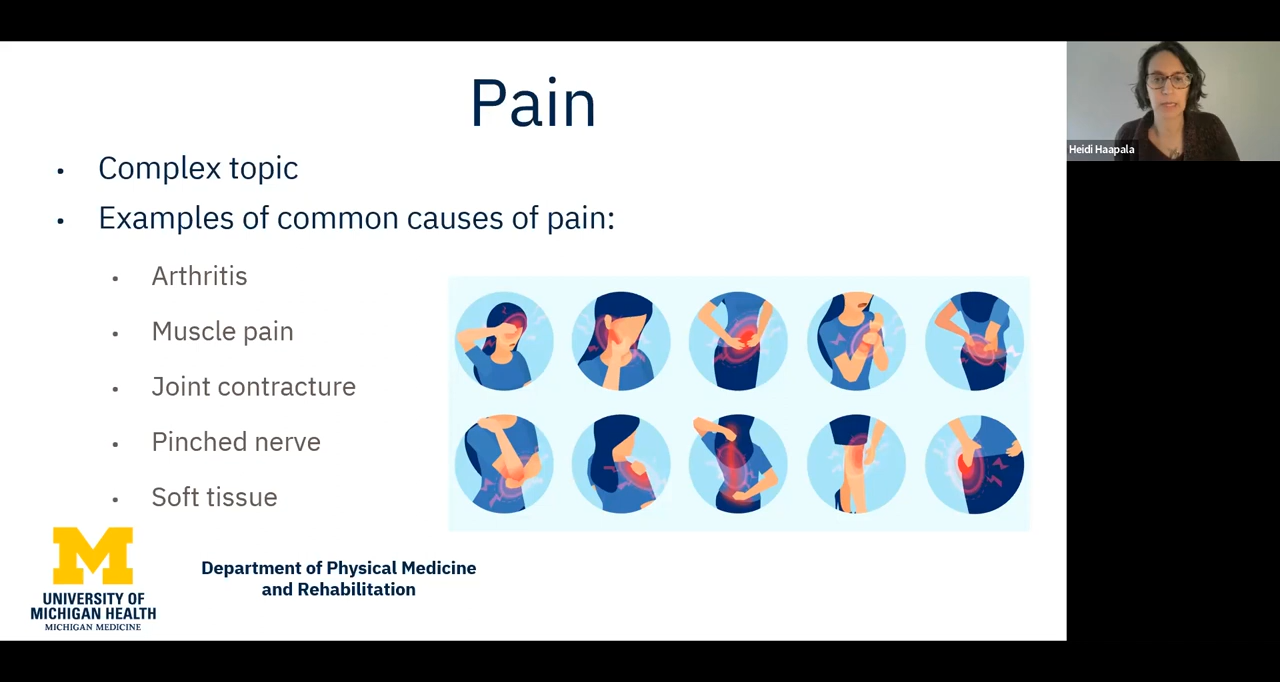 Pain
• Complex topic
• Examples of common causes of pain:
• Arthritis
• Muscle pain
• Joint contracture
• Pinched nerve
• Soft tissue
M
UNIVERSITY OF
MICHIGAN HEALTH
MICHIGAN MEDICINE
Department of Physical Medicine
and Rehabilitation
Heidi Haapala